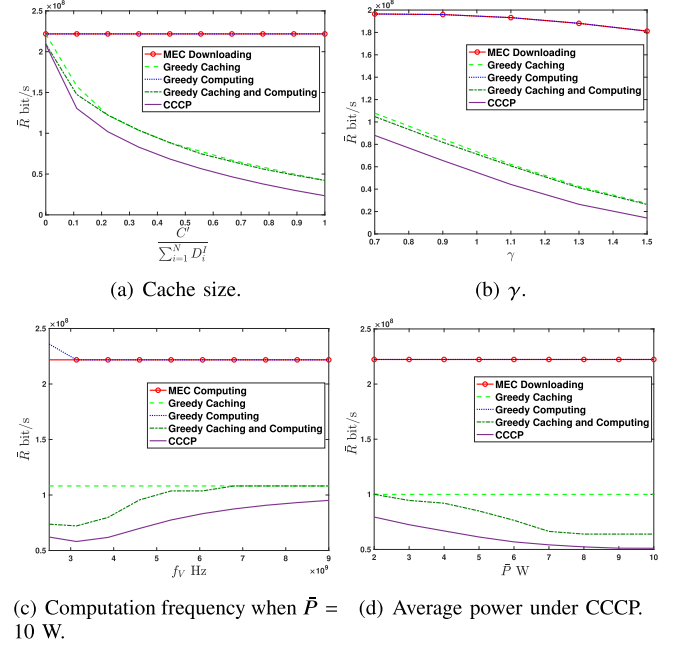 ×10⁸
2.5
2
1.5
1
0.5
0
R̄ bit/s
MEC Downloading
Greedy Caching
Greedy Computing
Greedy Caching and Computing
CCCP
0 0.1 0.2 0.3 0.4 0.5 0.6 0.7 0.8 0.9 1
C′
∑ᵢ₌₁ᴺ Dᵢᴵ
(a) Cache size.
×10⁸
2
1.8
1.6
1.4
1.2
1
0.8
0.6
0.4
0.2
0
R̄ bit/s
MEC Downloading
Greedy Caching
Greedy Computing
Greedy Caching and Computing
CCCP
0.7 0.8 0.9 1 1.1 1.2 1.3 1.4 1.5
γ
(b) γ.
×10⁸
2.5
2
1.5
1
0.5
R̄ bit/s
MEC Computing
Greedy Caching
Greedy Computing
Greedy Caching and Computing
CCCP
3 4 5 6 7 8 9
f_V Hz
×10⁹
(c) Computation frequency when P̄ =
10 W.
×10⁸
2.5
2
1.5
1
0.5
R̄ bit/s
MEC Downloading
Greedy Caching
Greedy Computing
Greedy Caching and Computing
CCCP
2 3 4 5 6 7 8 9 10
P̄ W
(d) Average power under CCCP.